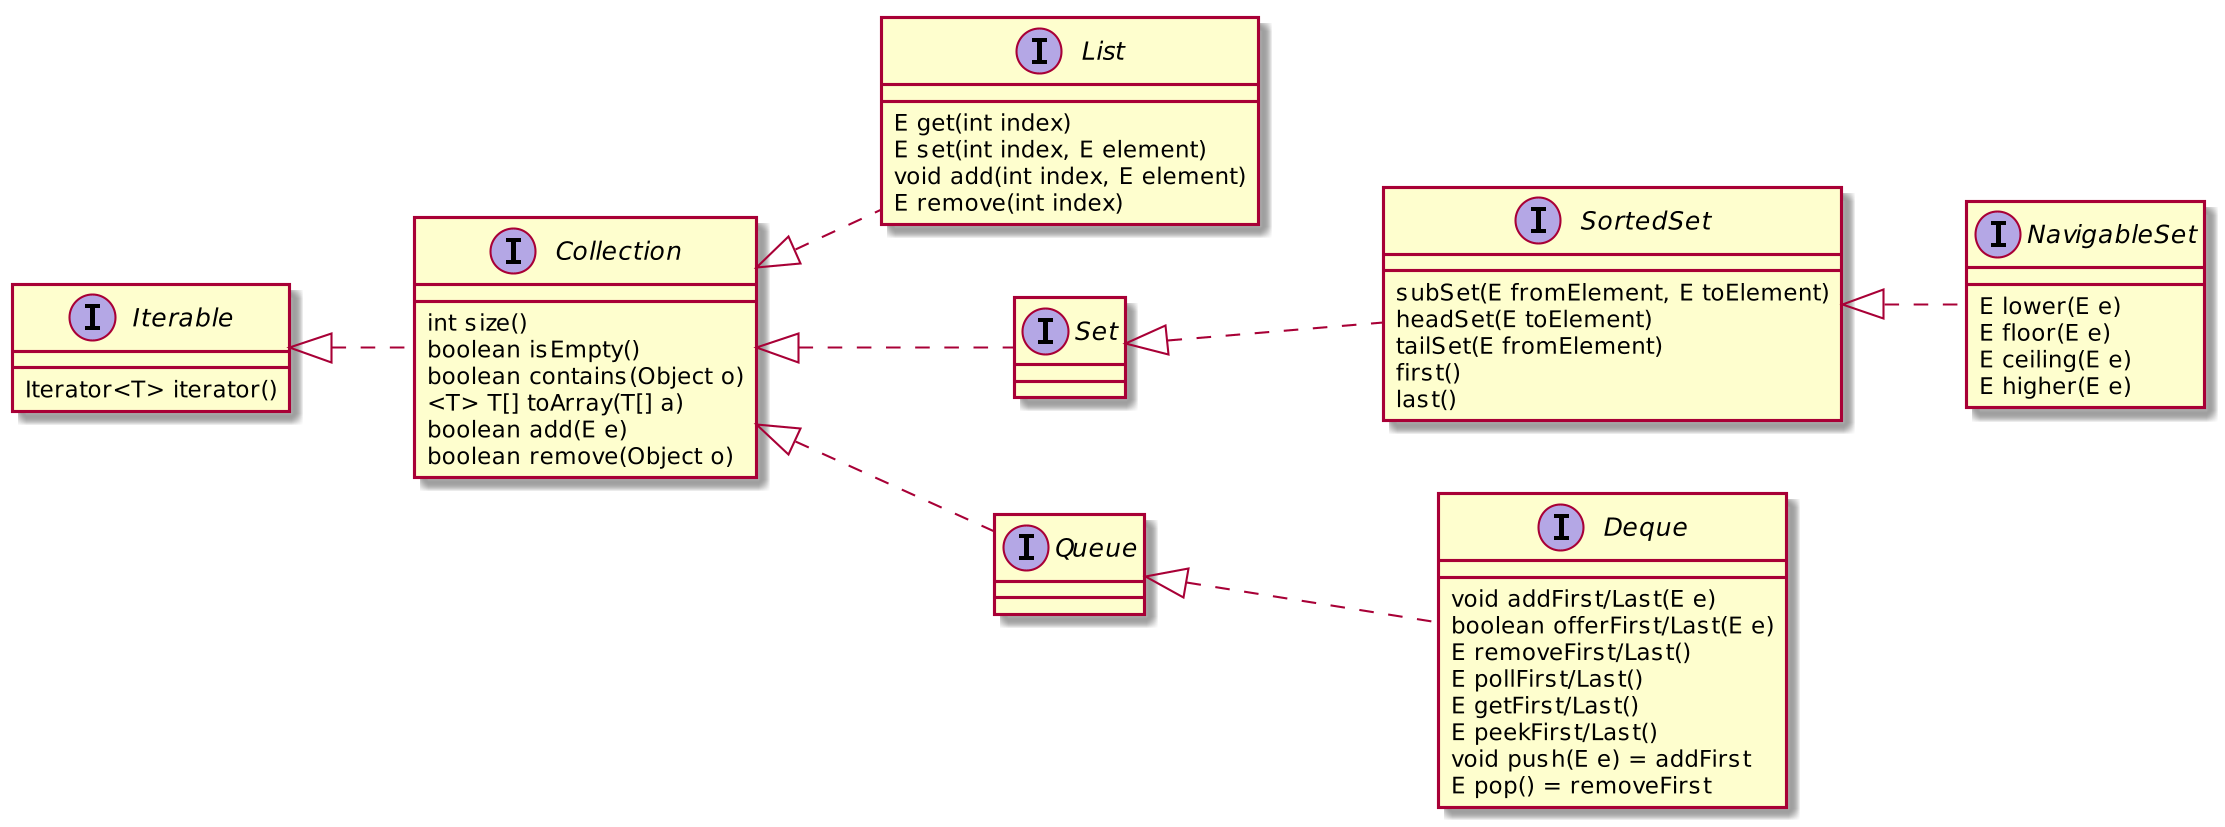 I Iterable
Iterator<T> iterator()
I Collection
int size()
boolean isEmpty()
boolean contains(Object o)
<T> T[] toArray(T[] a)
boolean add(E e)
boolean remove(Object o)
I List
E get(int index)
E set(int index, E element)
void add(int index, E element)
E remove(int index)
I Set
I Queue
I SortedSet
subSet(E fromElement, E toElement)
headSet(E toElement)
tailSet(E fromElement)
first()
last()
I Deque
void addFirst/Last(E e)
boolean offerFirst/Last(E e)
E removeFirst/Last()
E pollFirst/Last()
E getFirst/Last()
E peekFirst/Last()
void push(E e) = addFirst
E pop() = removeFirst
I NavigableSet
E lower(E e)
E floor(E e)
E ceiling(E e)
E higher(E e)